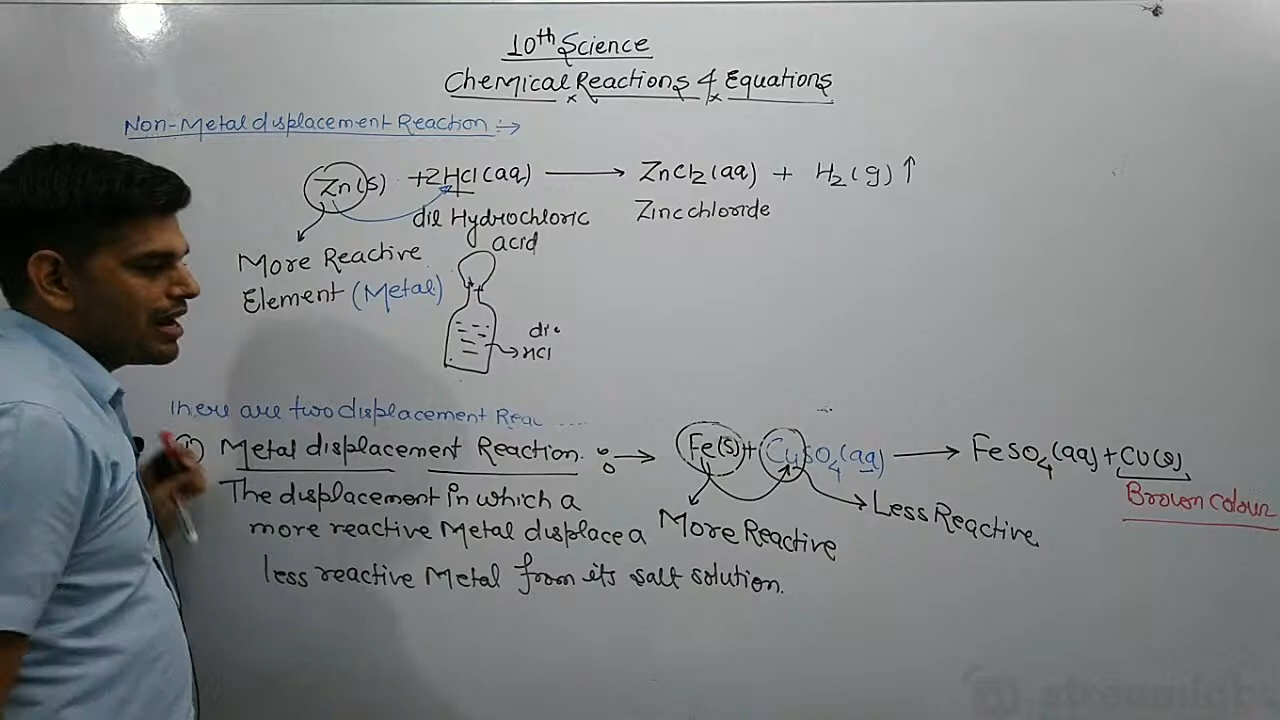 10th Science
Chemical Reactions & Equations
Non-Metal displacement Reaction :->
Zn(s) +2HCl(aq) ⟶ ZnCl2(aq) + H2(g)↑
dil Hydrochloric acid
Zinc chloride
More Reactive
Element (Metal)
dil
HCl
There are two displacement Reac ....
① Metal displacement Reaction. : ⟶ Fe(s) + CuSO4(aq) ⟶ FeSO4(aq) + CU(s)
Brown colour
More Reactive
Less Reactive
The displacement in which a
more reactive Metal displace a
less reactive Metal from its salt solution.